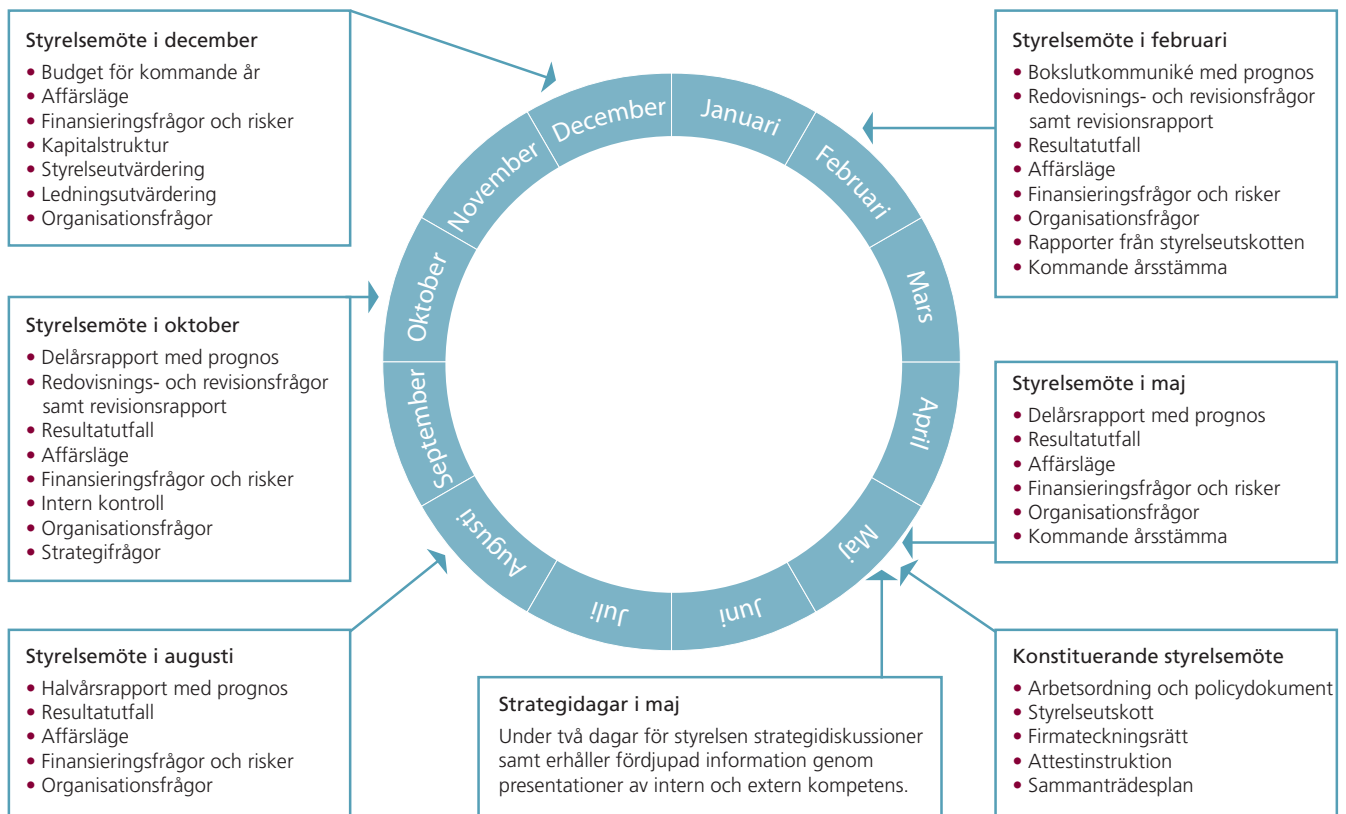 Styrelsemöte i december
• Budget för kommande år
• Affärsläge
• Finansieringsfrågor och risker
• Kapitalstruktur
• Styrelseutvärdering
• Ledningsutvärdering
• Organisationsfrågor
Styrelsemöte i oktober
• Delårsrapport med prognos
• Redovisnings- och revisionsfrågor
samt revisionsrapport
• Resultatutfall
• Affärsläge
• Finansieringsfrågor och risker
• Intern kontroll
• Organisationsfrågor
• Strategifrågor
Styrelsemöte i augusti
• Halvårsrapport med prognos
• Resultatutfall
• Affärsläge
• Finansieringsfrågor och risker
• Organisationsfrågor
Januari
Februari
Mars
April
Maj
Juni
Juli
Augusti
September
Oktober
November
December
Strategidagar i maj
Under två dagar för styrelsen strategidiskussioner
samt erhåller fördjupad information genom
presentationer av intern och extern kompetens.
Styrelsemöte i februari
• Bokslutkommuniké med prognos
• Redovisnings- och revisionsfrågor
samt revisionsrapport
• Resultatutfall
• Affärsläge
• Finansieringsfrågor och risker
• Organisationsfrågor
• Rapporter från styrelseutskotten
• Kommande årsstämma
Styrelsemöte i maj
• Delårsrapport med prognos
• Resultatutfall
• Affärsläge
• Finansieringsfrågor och risker
• Organisationsfrågor
• Kommande årsstämma
Konstituerande styrelsemöte
• Arbetsordning och policydokument
• Styrelseutskott
• Firmateckningsrätt
• Attestinstruktion
• Sammanträdesplan